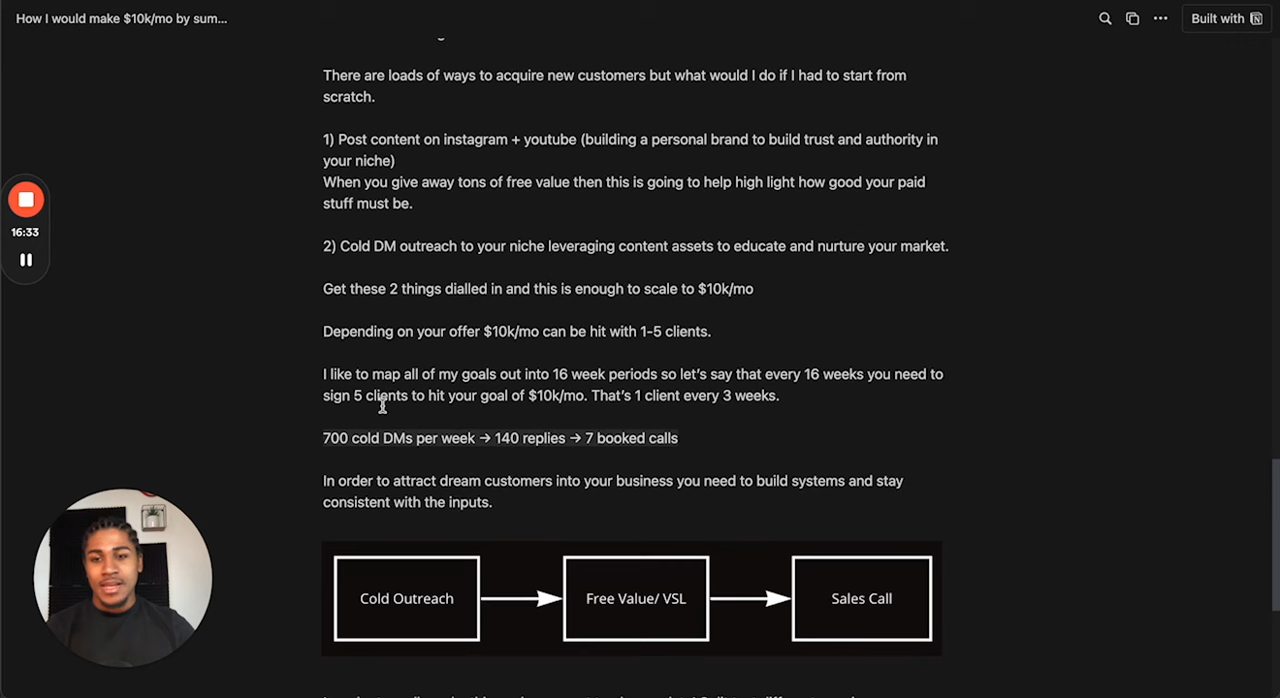 How I would make $10k/mo by sum...
Built with
There are loads of ways to acquire new customers but what would I do if I had to start from
scratch.
1) Post content on instagram + youtube (building a personal brand to build trust and authority in
your niche)
When you give away tons of free value then this is going to help high light how good your paid
stuff must be.
16:33
2) Cold DM outreach to your niche leveraging content assets to educate and nurture your market.
Get these 2 things dialled in and this is enough to scale to $10k/mo
Depending on your offer $10k/mo can be hit with 1-5 clients.
I like to map all of my goals out into 16 week periods so let's say that every 16 weeks you need to
sign 5 clients to hit your goal of $10k/mo. That's 1 client every 3 weeks.
700 cold DMs per week → 140 replies → 7 booked calls
In order to attract dream customers into your business you need to build systems and stay
consistent with the inputs.
Cold Outreach
Free Value/ VSL
Sales Call